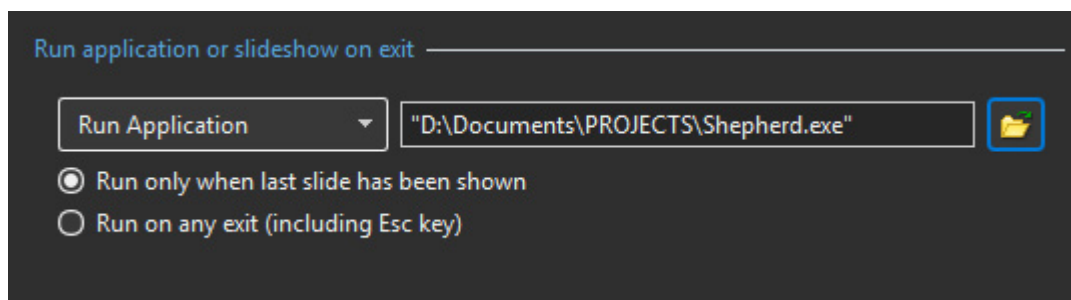 Run application or slideshow on exit
Run Application "D:\Documents\PROJECTS\Shepherd.exe"
Run only when last slide has been shown
Run on any exit (including Esc key)